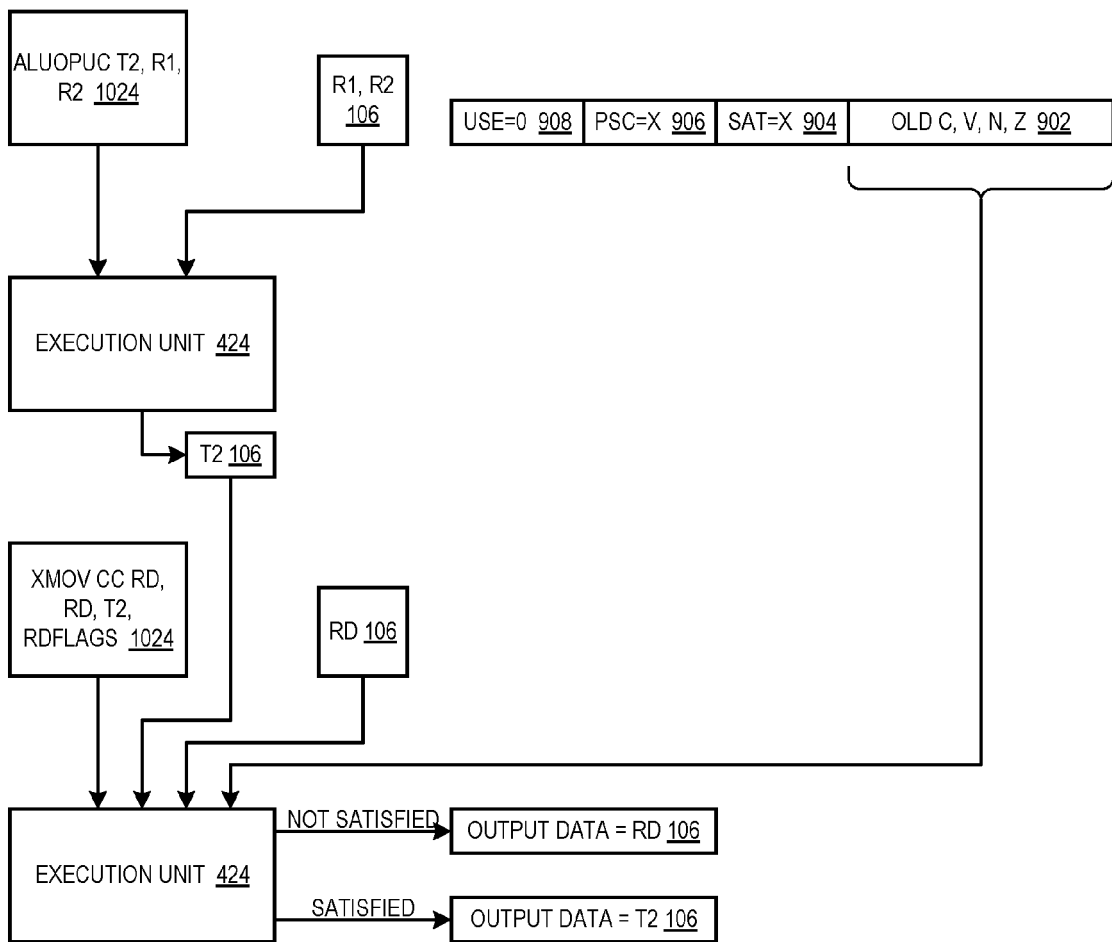 ALUOPUC T2, R1,
R2 1024
R1, R2
106
USE=0 908
PSC=X 906
SAT=X 904
OLD C, V, N, Z 902
EXECUTION UNIT 424
T2 106
XMOV CC RD,
RD, T2,
RDFLAGS 1024
RD 106
EXECUTION UNIT 424
NOT SATISFIED
OUTPUT DATA = RD 106
SATISFIED
OUTPUT DATA = T2 106